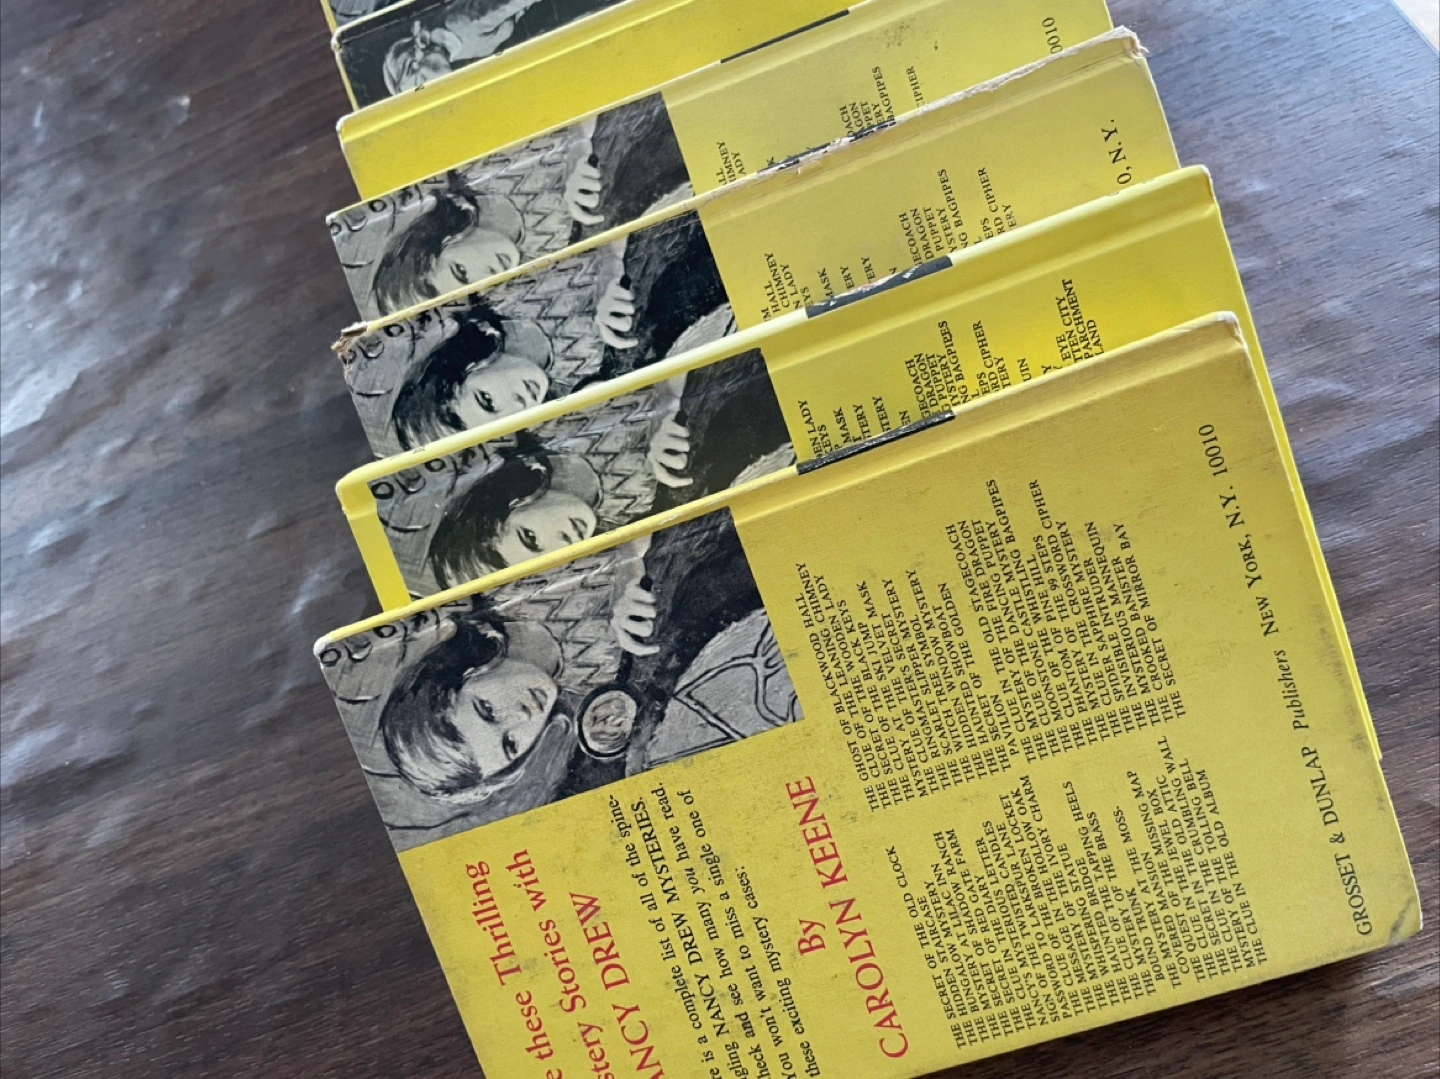 e these Thrilling
stery Stories with
ANCY DREW
re is a complete list of all of the spine-
gling NANCY DREW MYSTERIES.
heck and see how many you have read.
You won't want to miss a single one of
these exciting mystery cases:
By
CAROLYN KEENE
THE SECRET OF THE OLD CLOCK
THE HIDDEN STAIRCASE
THE BUNGALOW MYSTERY
THE MYSTERY AT LILAC INN
THE SECRET OF SHADOW RANCH
THE SECRET OF RED GATE FARM
THE CLUE IN THE DIARY
NANCY'S MYSTERIOUS LETTER
THE SIGN OF THE TWISTED CANDLES
PASSWORD TO LARKSPUR LANE
THE CLUE OF THE BROKEN LOCKET
THE MESSAGE IN THE HOLLOW OAK
THE MYSTERY OF THE IVORY CHARM
THE WHISPERING STATUE
THE HAUNTED BRIDGE
THE CLUE OF THE TAPPING HEELS
THE MYSTERY OF THE BRASS
BOUND TRUNK
THE MYSTERY AT THE MOSS-
COVERED MANSION
THE QUEST OF THE MISSING MAP
THE CLUE IN THE JEWEL BOX
THE SECRET IN THE OLD ATTIC
THE CLUE IN THE CRUMBLING WALL
MYSTERY OF THE TOLLING BELL
THE CLUE IN THE OLD ALBUM
THE GHOST OF BLACKWOOD HALL
THE CLUE OF THE LEANING CHIMNEY
THE SECRET OF THE WOODEN LADY
THE CLUE OF THE BLACK KEYS
MYSTERY AT THE SKI JUMP
THE CLUE OF THE VELVET MASK
THE RINGMASTER'S SECRET
THE SCARLET SLIPPER MYSTERY
THE WITCH TREE SYMBOL
THE HIDDEN WINDOW MYSTERY
THE HAUNTED SHOWBOAT
THE SECRET OF THE GOLDEN
PAVILION
THE CLUE IN THE OLD STAGECOACH
THE MYSTERY OF THE FIRE DRAGON
THE CLUE OF THE DANCING PUPPET
THE MOONSTONE CASTLE MYSTERY
THE CLUE OF THE WHISTLING BAGPIPES
THE PHANTOM OF PINE HILL
THE MYSTERY OF THE 99 STEPS
THE CLUE IN THE CROSSWORD CIPHER
THE SPIDER SAPPHIRE MYSTERY
THE INVISIBLE INTRUDER
THE MYSTERIOUS MANNEQUIN
THE CROOKED BANISTER
THE SECRET OF MIRROR BAY
GROSSET & DUNLAP Publishers NEW YORK, N.Y. 10010